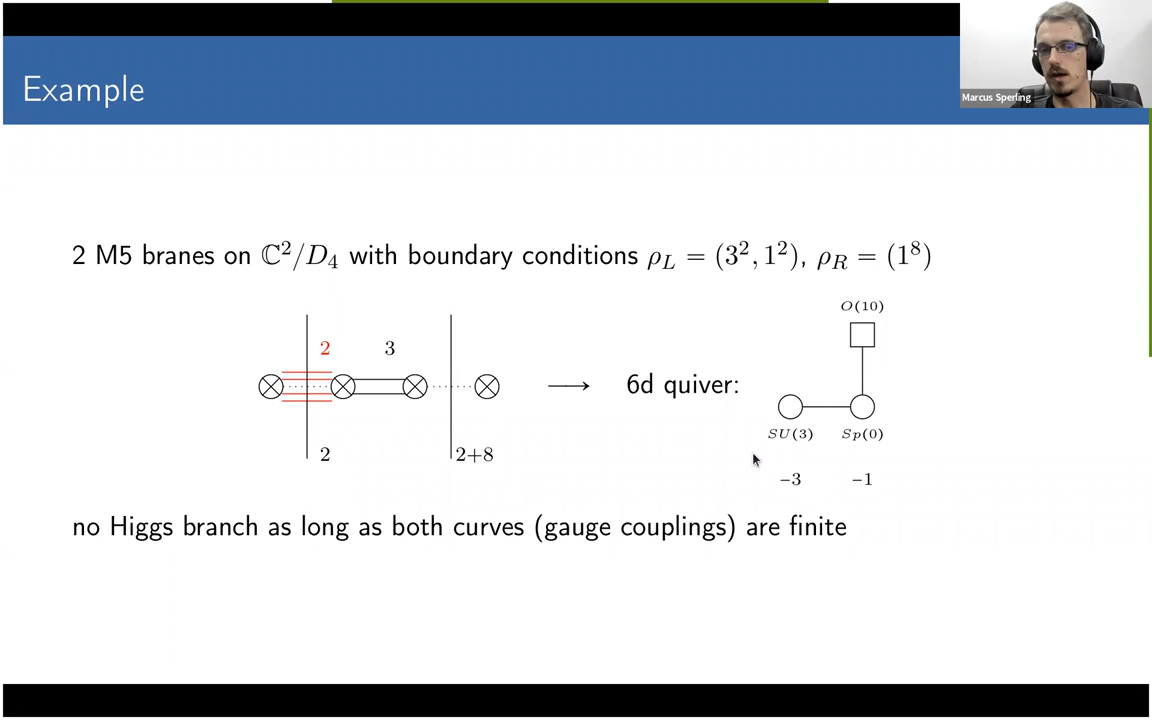 Marcus Sperling
Example
2 M5 branes on ℂ²/D₄ with boundary conditions ρ_L = (3², 1²), ρ_R = (1⁸)
2 3
2 2+8
⟶ 6d quiver:
O(10)
SU(3) Sp(0)
−3 −1
no Higgs branch as long as both curves (gauge couplings) are finite